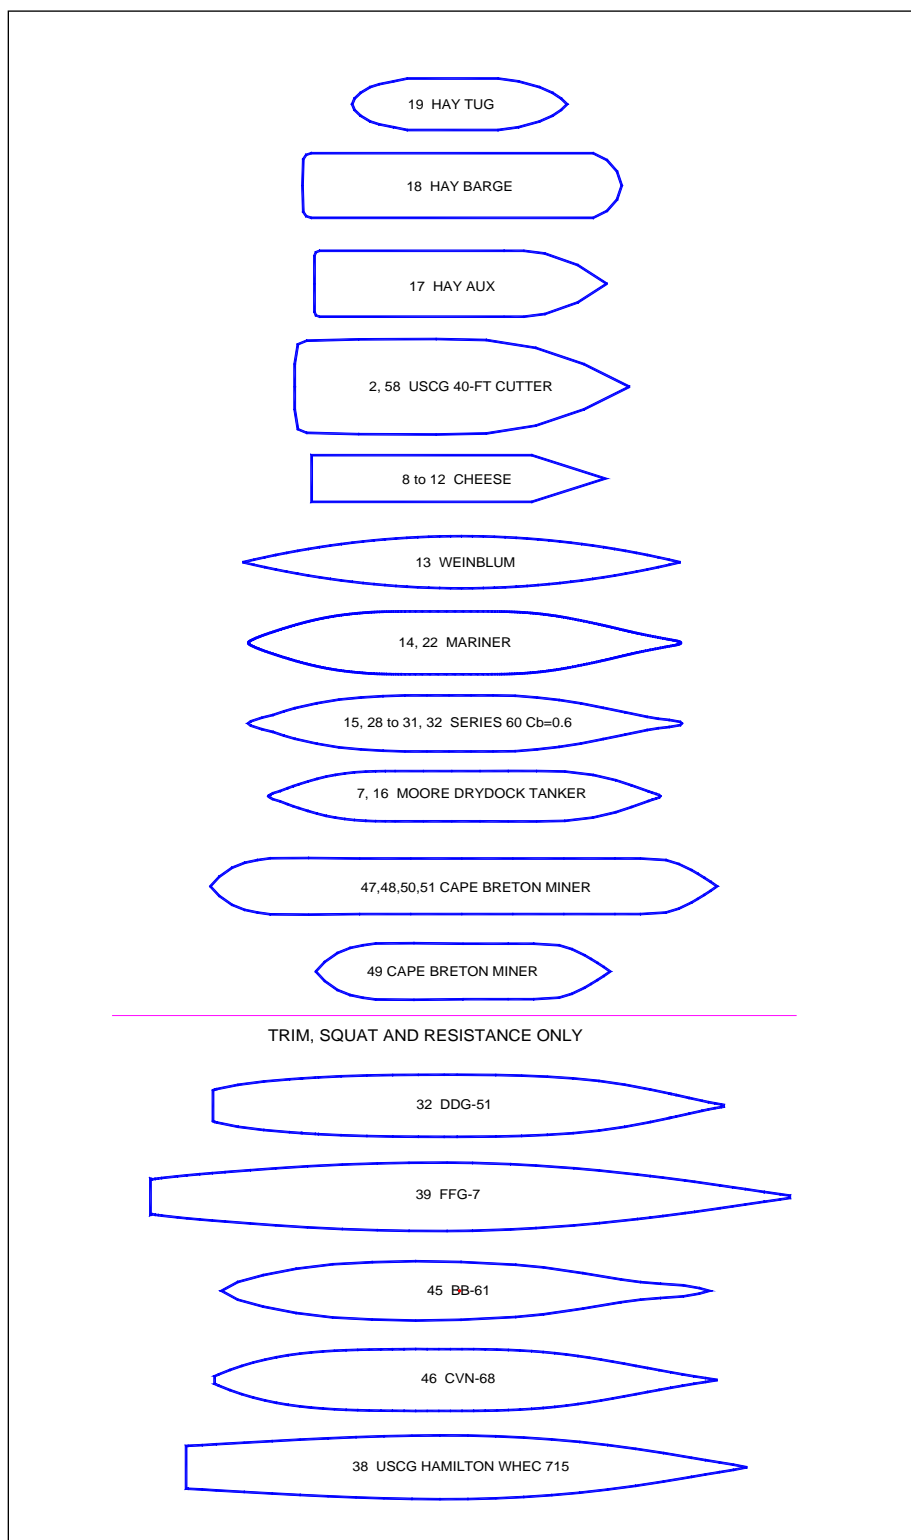 19 HAY TUG
18 HAY BARGE
17 HAY AUX
2, 58 USCG 40-FT CUTTER
8 to 12 CHEESE
13 WEINBLUM
14, 22 MARINER
15, 28 to 31, 32 SERIES 60 Cb=0.6
7, 16 MOORE DRYDOCK TANKER
47,48,50,51 CAPE BRETON MINER
49 CAPE BRETON MINER
TRIM, SQUAT AND RESISTANCE ONLY
32 DDG-51
39 FFG-7
45 BB-61
46 CVN-68
38 USCG HAMILTON WHEC 715